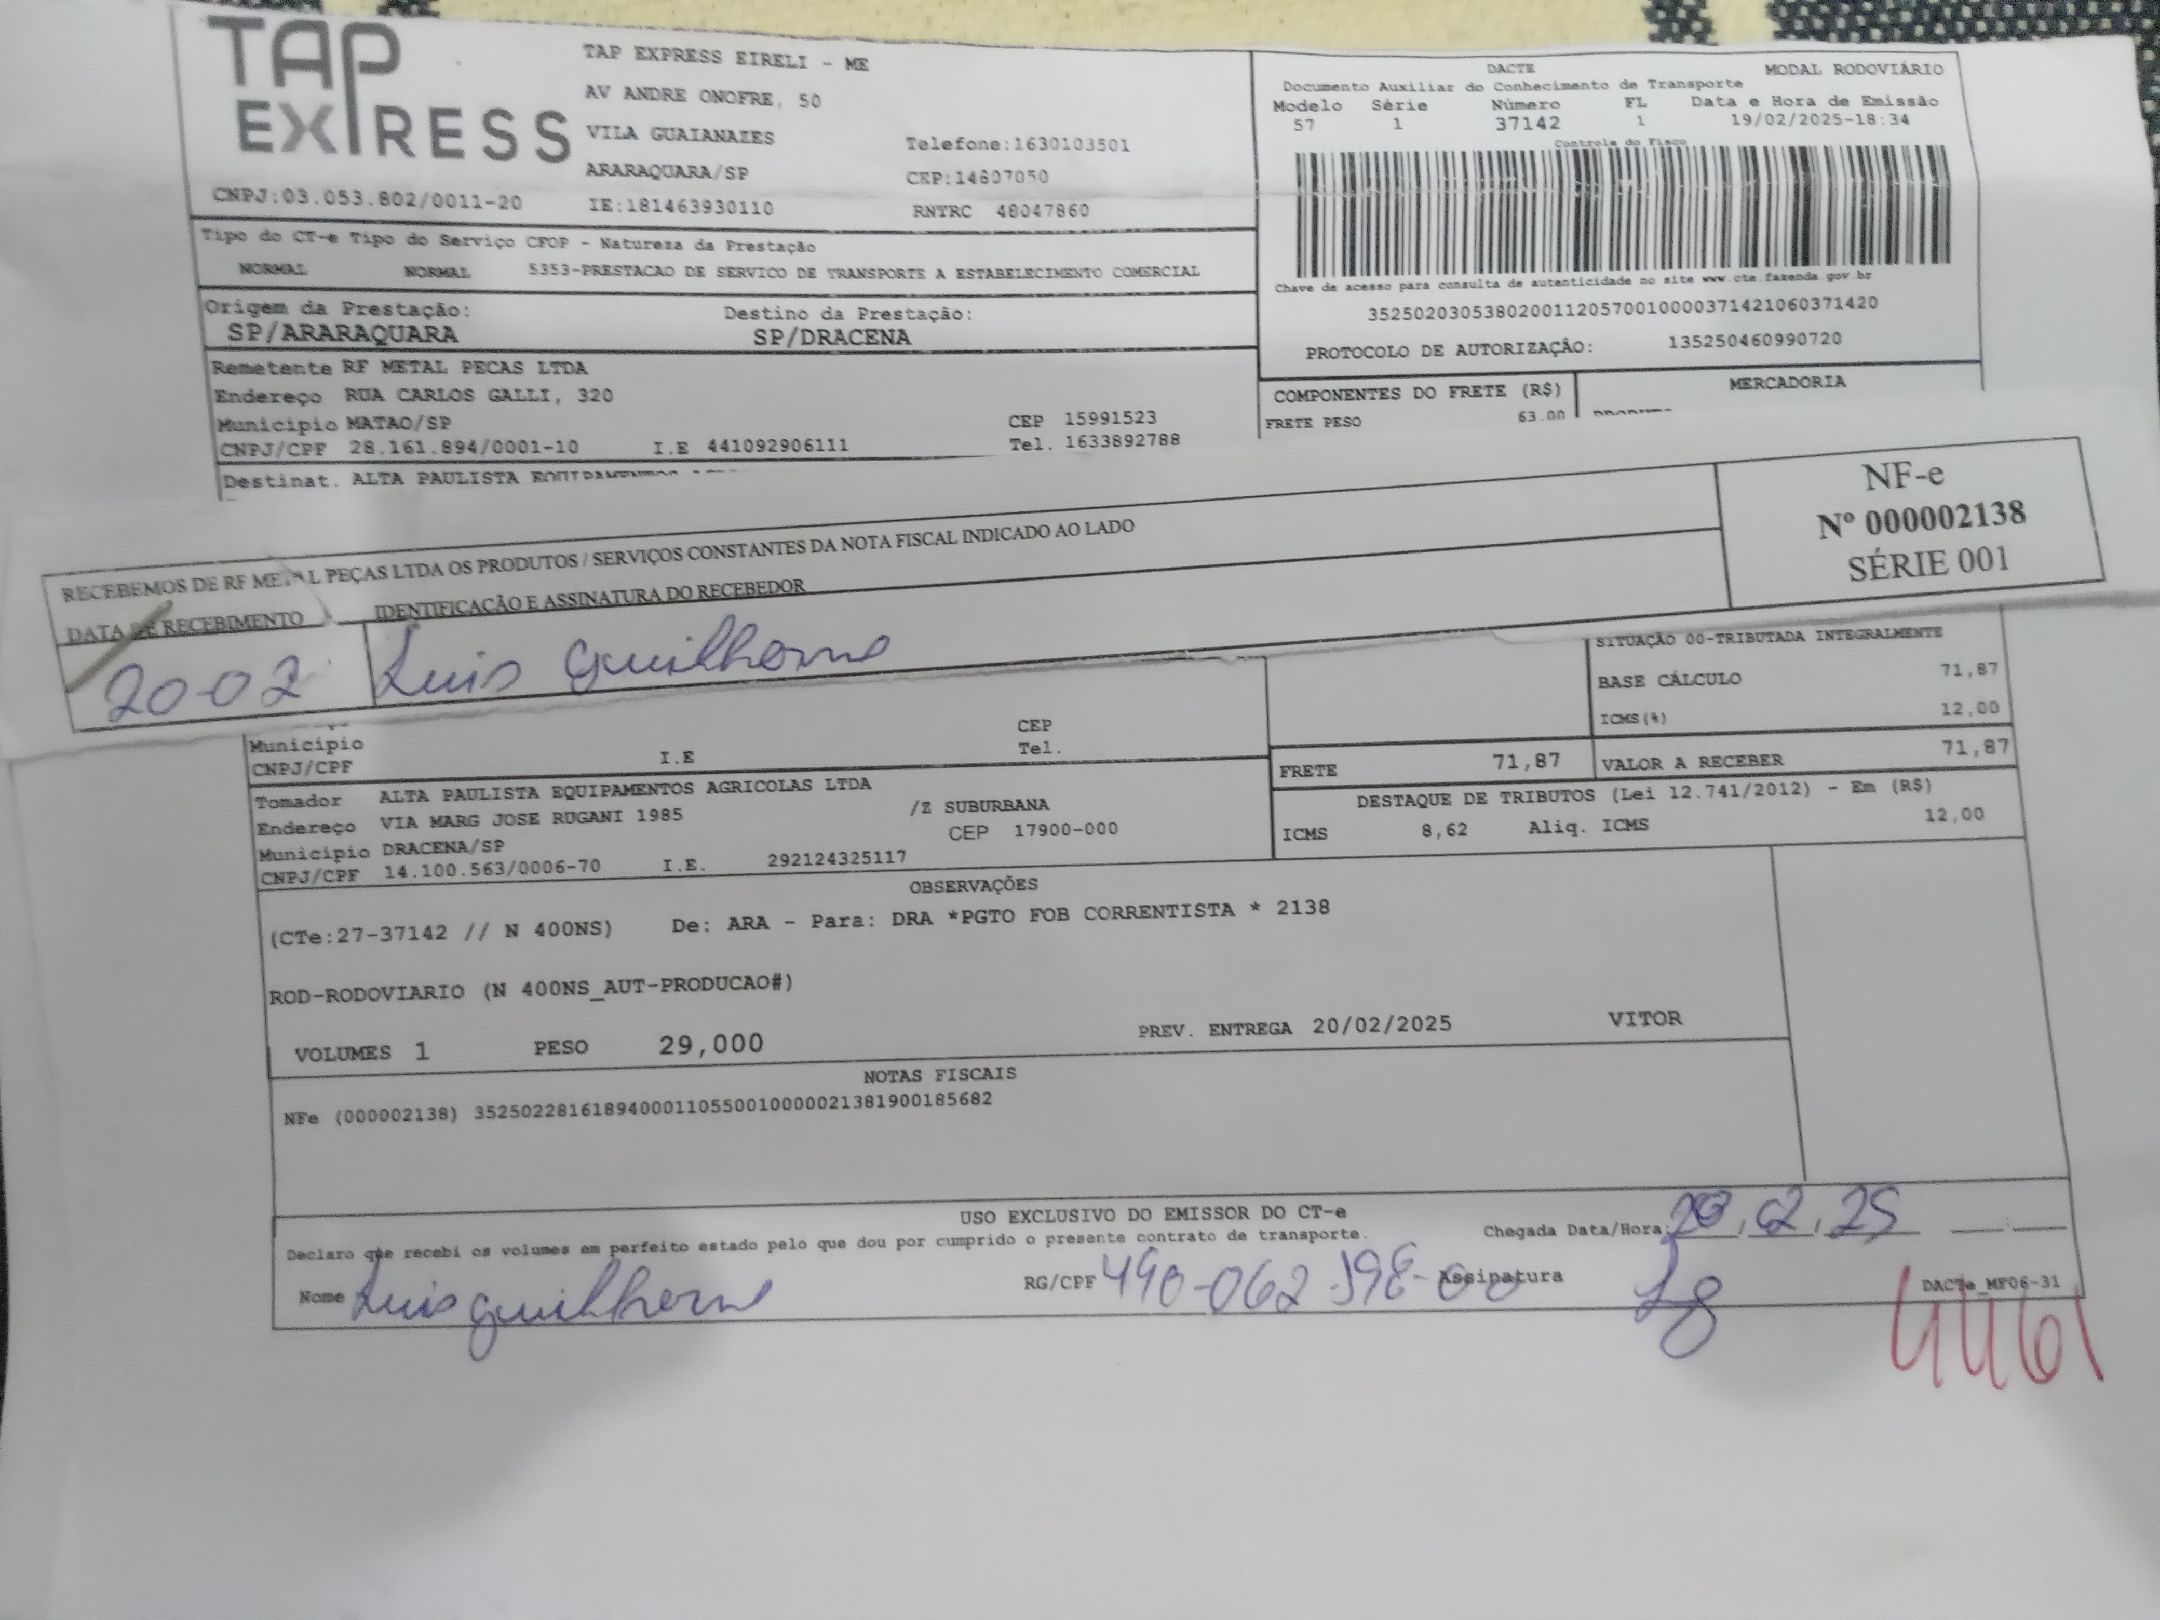 TAP EXPRESS
TAP EXPRESS EIRELI - ME
AV ANDRE ONOFRE, 50
VILA GUAIANAZES Telefone:1630103501
ARARAQUARA/SP CEP:14807050
CNPJ:03.053.802/0011-20 IE:181463930110 RNTRC 48047860
DACTE MODAL RODOVIÁRIO
Documento Auxiliar do Conhecimento de Transporte
Modelo Série Número FL Data e Hora de Emissão
57 1 37142 1 19/02/2025-18:34
Controle do Fisco
Chave de acesso para consulta de autenticidade no site www.cte.fazenda.gov.br
35250203053802001120570010000371421060371420
PROTOCOLO DE AUTORIZAÇÃO: 135250460990720
Tipo do CT-e Tipo do Serviço CFOP - Natureza da Prestação
NORMAL NORMAL 5353-PRESTACAO DE SERVICO DE TRANSPORTE A ESTABELECIMENTO COMERCIAL
Origem da Prestação: Destino da Prestação:
SP/ARARAQUARA SP/DRACENA
Remetente RF METAL PECAS LTDA
Endereço RUA CARLOS GALLI, 320
Município MATAO/SP CEP 15991523
CNPJ/CPF 28.161.894/0001-10 I.E 441092906111 Tel. 1633892788
Destinat. ALTA PAULISTA EQUIPAMENTOS
COMPONENTES DO FRETE (R$) MERCADORIA
FRETE PESO 63.00
RECEBEMOS DE RF METAL PEÇAS LTDA OS PRODUTOS / SERVIÇOS CONSTANTES DA NOTA FISCAL INDICADO AO LADO
DATA DE RECEBIMENTO IDENTIFICAÇÃO E ASSINATURA DO RECEBEDOR
20-02 Luis Guilherme
NF-e
Nº 000002138
SÉRIE 001
SITUAÇÃO 00-TRIBUTADA INTEGRALMENTE
BASE CÁLCULO 71,87
ICMS(%) 12,00
Município CEP
CNPJ/CPF I.E Tel.
FRETE 71,87 VALOR A RECEBER 71,87
Tomador ALTA PAULISTA EQUIPAMENTOS AGRICOLAS LTDA
Endereço VIA MARG JOSE RUGANI 1985 /Z SUBURBANA
Município DRACENA/SP CEP 17900-000
CNPJ/CPF 14.100.563/0006-70 I.E. 292124325117
DESTAQUE DE TRIBUTOS (Lei 12.741/2012) - Em (R$)
ICMS 8,62 Aliq. ICMS 12,00
OBSERVAÇÕES
(CTe:27-37142 // N 400NS) De: ARA - Para: DRA *PGTO FOB CORRENTISTA * 2138
ROD-RODOVIARIO (N 400NS_AUT-PRODUCAO#)
VOLUMES 1 PESO 29,000 PREV. ENTREGA 20/02/2025 VITOR
NOTAS FISCAIS
NFe (000002138) 35250228161894000110550010000021381900185682
USO EXCLUSIVO DO EMISSOR DO CT-e
Declaro que recebi os volumes em perfeito estado pelo que dou por cumprido o presente contrato de transporte. Chegada Data/Hora: 20, 02, 25
Nome Luis guilherme RG/CPF Assinatura
DACTe_MF06-31